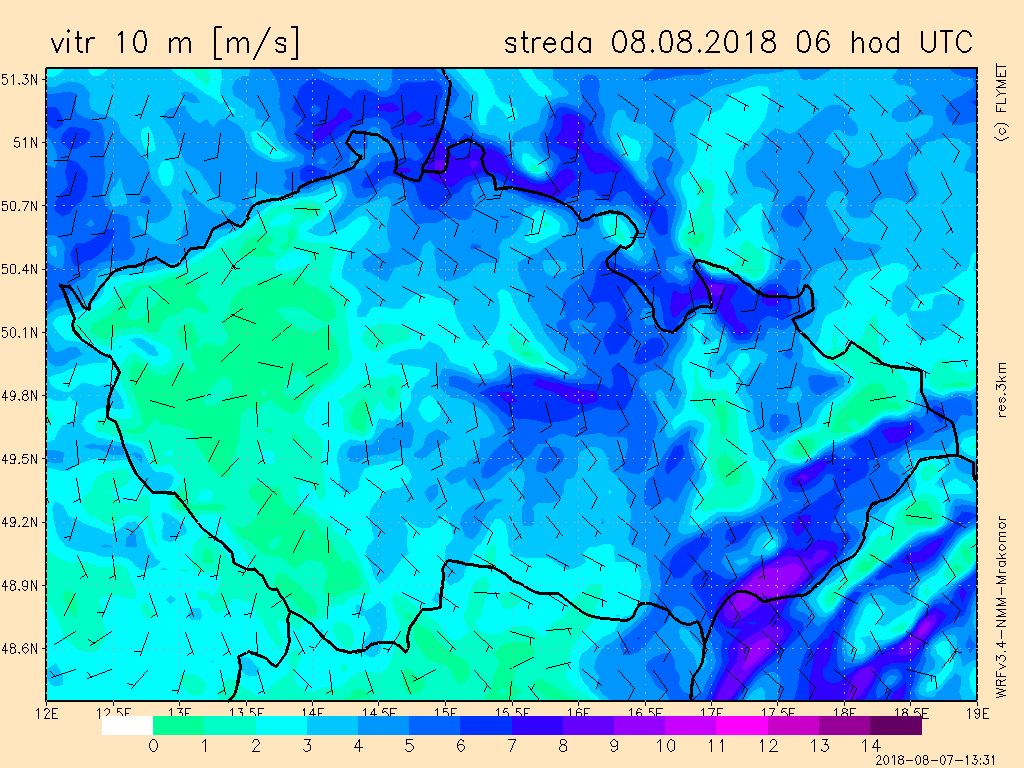 vitr 10 m [m/s]
streda 08.08.2018 06 hod UTC
51.3N
51N
50.7N
50.4N
50.1N
49.8N
49.5N
49.2N
48.9N
48.6N
12E 12.5E 13E 13.5E 14E 14.5E 15E 15.5E 16E 16.5E 17E 17.5E 18E 18.5E 19E
0 1 2 3 4 5 6 7 8 9 10 11 12 13 14
(c) FLYMET
res.3km
WRFv3.4-NMM-Mrakomor
2018-08-07-13:31